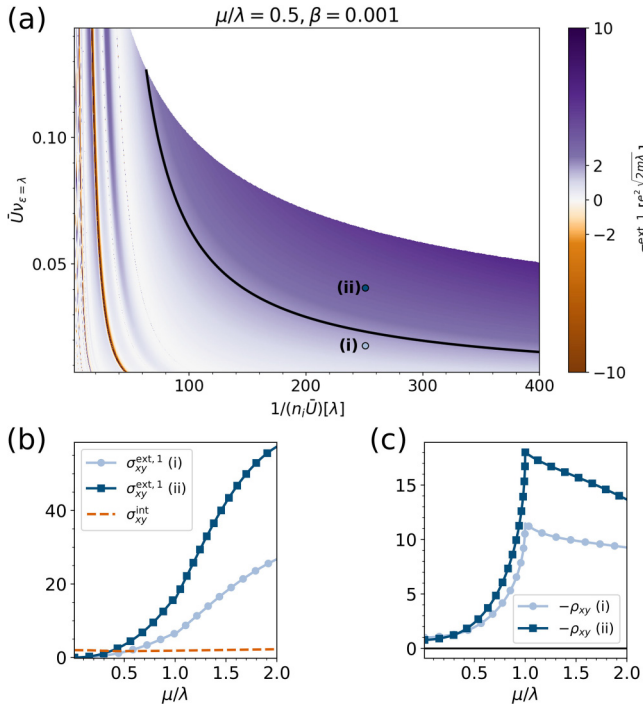 (a)
μ/λ = 0.5, β = 0.001
Ūν_{ε=λ}
0.10
0.05
(ii)
(i)
100
200
300
400
1/(n_iŪ)[λ]
10
2
0
−2
−10
(b)
σ_{xy}^{ext, 1} (i)
σ_{xy}^{ext, 1} (ii)
σ_{xy}^{int}
40
20
0
0.5
1.0
1.5
2.0
μ/λ
(c)
15
10
5
0
−ρ_{xy} (i)
−ρ_{xy} (ii)
0.5
1.0
1.5
2.0
μ/λ